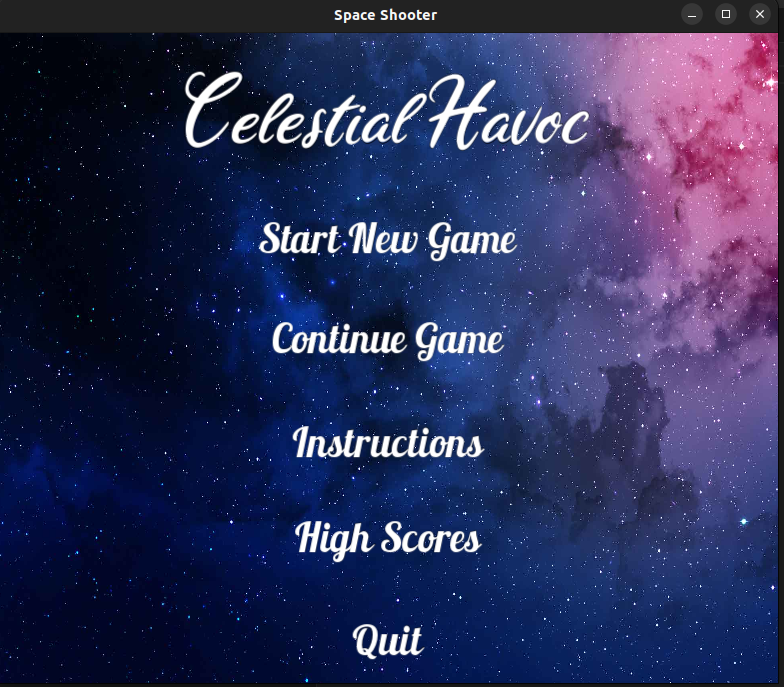 Space Shooter
Celestial Havoc
Start New Game
Continue Game
Instructions
High Scores
Quit